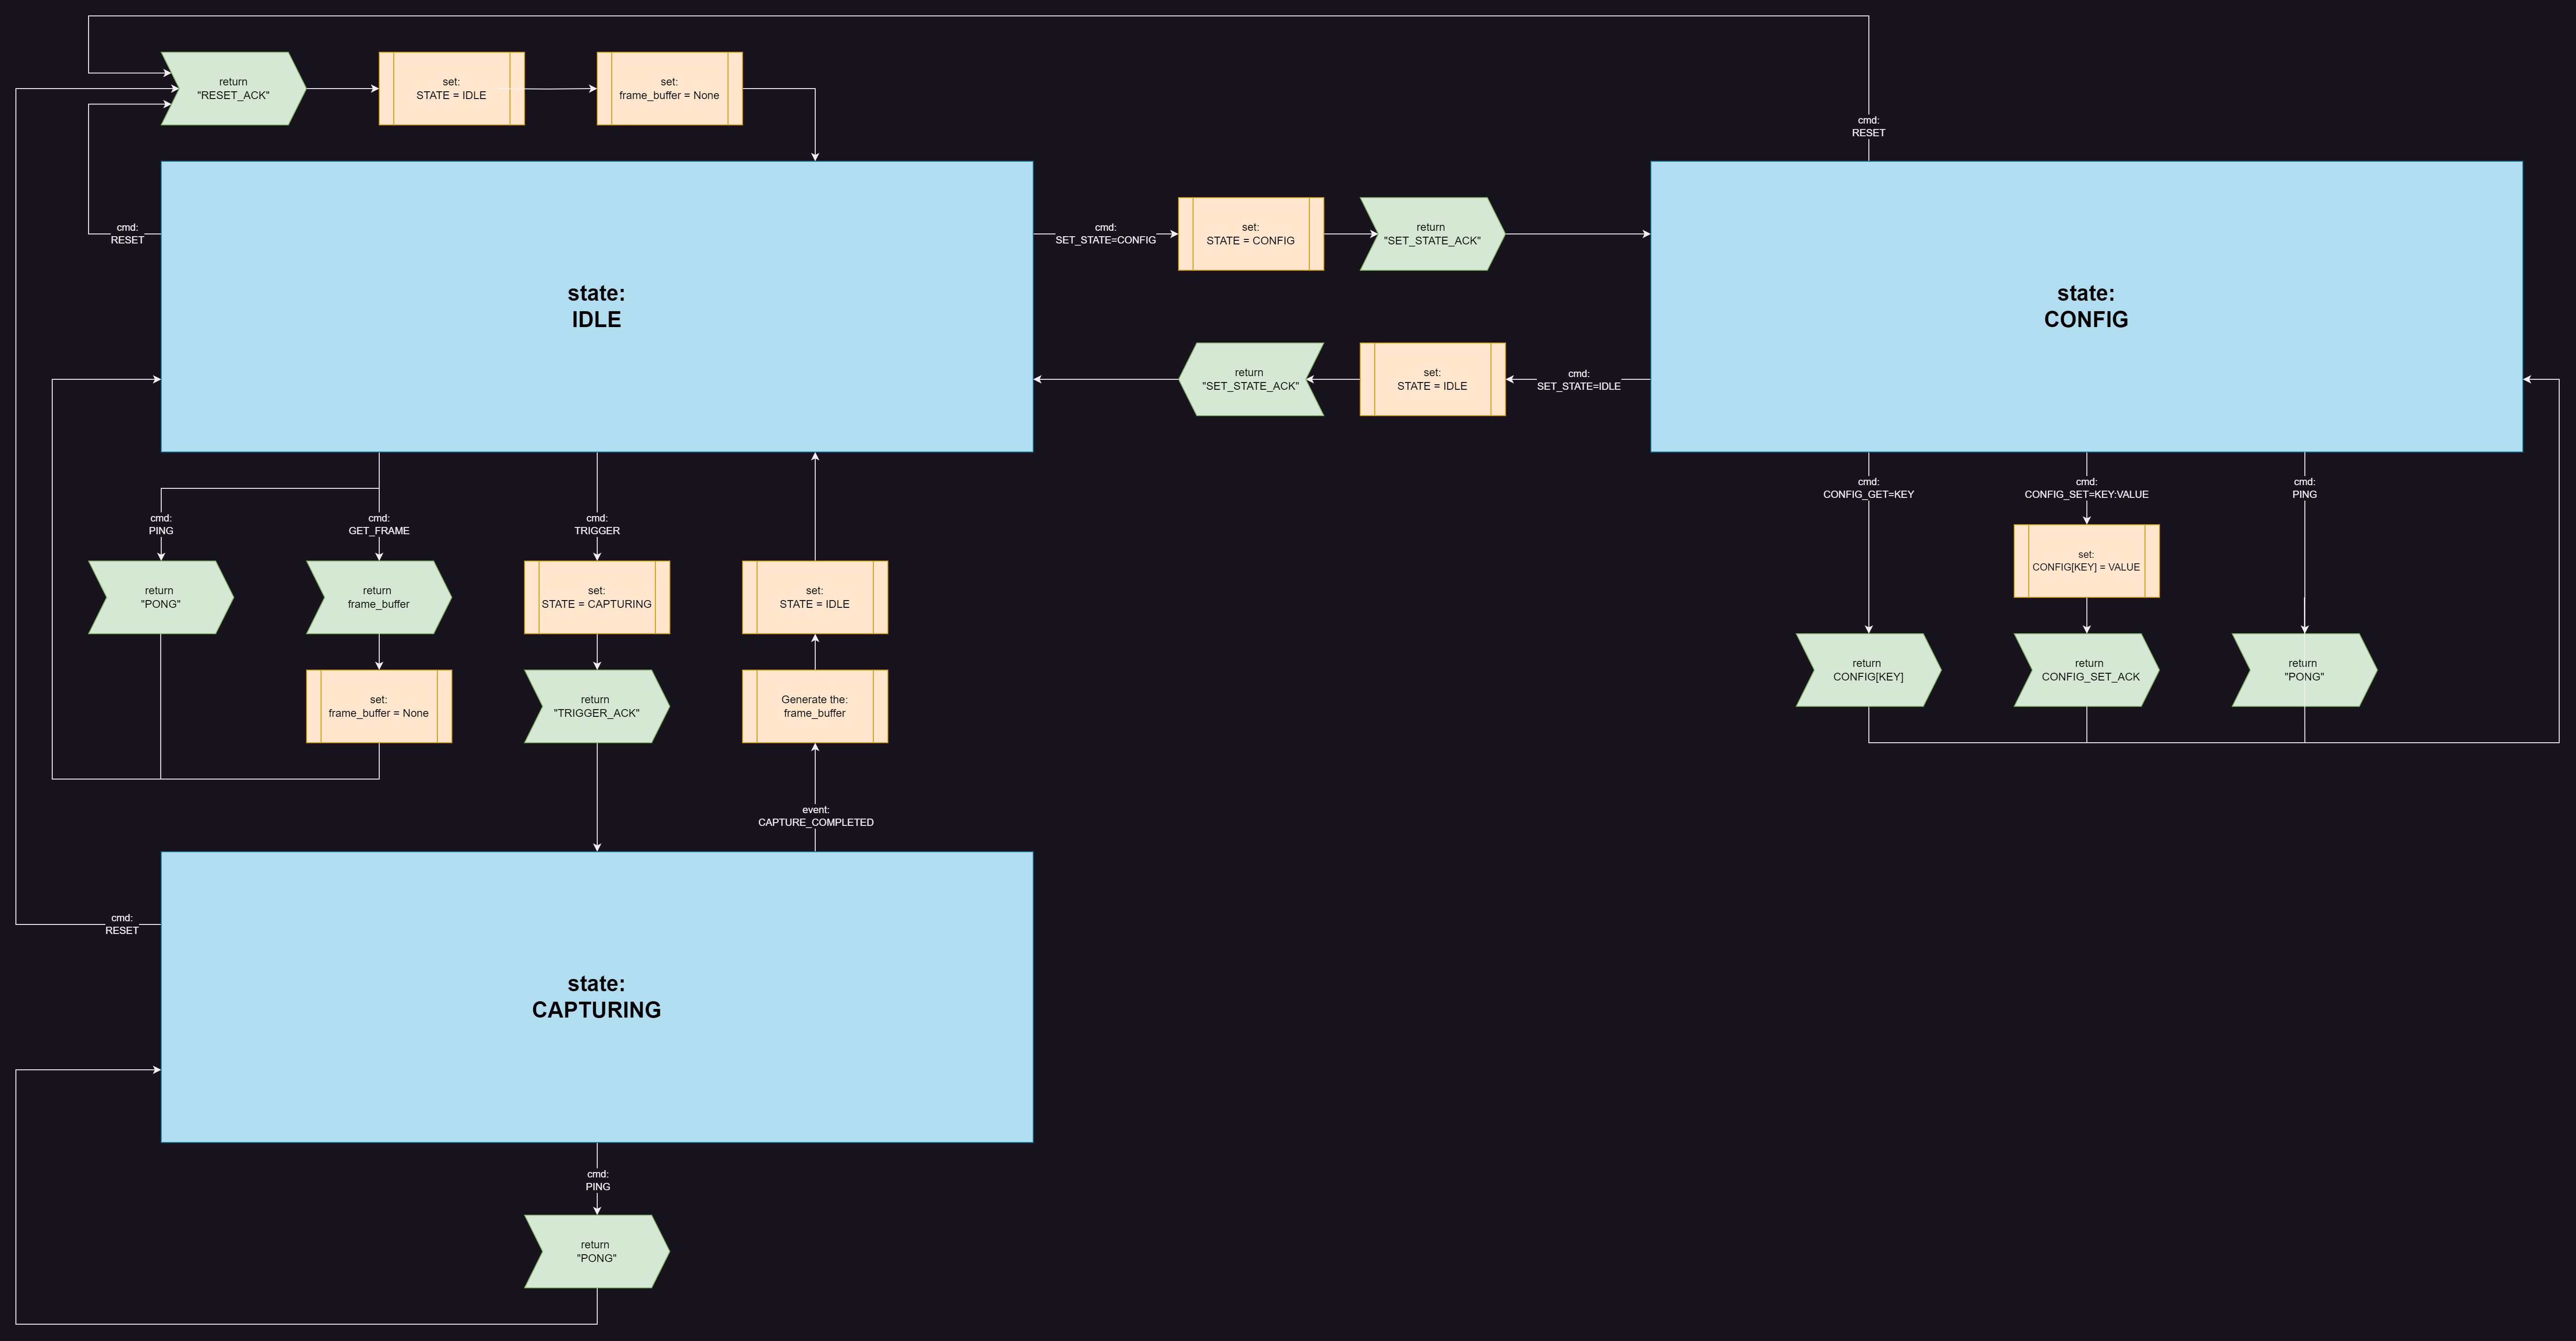 return
"RESET_ACK"
set:
STATE = IDLE
set:
frame_buffer = None
cmd:
RESET
cmd:
RESET
state:
IDLE
cmd:
SET_STATE=CONFIG
set:
STATE = CONFIG
return
"SET_STATE_ACK"
state:
CONFIG
return
"SET_STATE_ACK"
set:
STATE = IDLE
cmd:
SET_STATE=IDLE
cmd:
PING
cmd:
GET_FRAME
cmd:
TRIGGER
cmd:
CONFIG_GET=KEY
cmd:
CONFIG_SET=KEY:VALUE
cmd:
PING
return
"PONG"
return
frame_buffer
set:
STATE = CAPTURING
set:
STATE = IDLE
set:
CONFIG[KEY] = VALUE
set:
frame_buffer = None
return
"TRIGGER_ACK"
Generate the:
frame_buffer
return
CONFIG[KEY]
return
CONFIG_SET_ACK
return
"PONG"
event:
CAPTURE_COMPLETED
cmd:
RESET
state:
CAPTURING
cmd:
PING
return
"PONG"